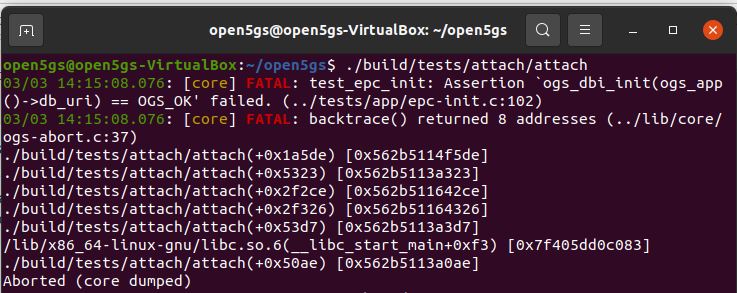 open5gs@open5gs-VirtualBox: ~/open5gs
open5gs@open5gs-VirtualBox:~/open5gs$ ./build/tests/attach/attach
03/03 14:15:08.076: [core] FATAL: test_epc_init: Assertion `ogs_dbi_init(ogs_app
()->db_uri) == OGS_OK' failed. (../tests/app/epc-init.c:102)
03/03 14:15:08.076: [core] FATAL: backtrace() returned 8 addresses (../lib/core/
ogs-abort.c:37)
./build/tests/attach/attach(+0x1a5de) [0x562b5114f5de]
./build/tests/attach/attach(+0x5323) [0x562b5113a323]
./build/tests/attach/attach(+0x2f2ce) [0x562b511642ce]
./build/tests/attach/attach(+0x2f326) [0x562b51164326]
./build/tests/attach/attach(+0x53d7) [0x562b5113a3d7]
/lib/x86_64-linux-gnu/libc.so.6(__libc_start_main+0xf3) [0x7f405dd0c083]
./build/tests/attach/attach(+0x50ae) [0x562b5113a0ae]
Aborted (core dumped)